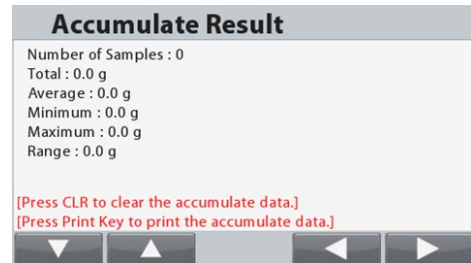 Accumulate Result
Number of Samples : 0
Total : 0.0 g
Average : 0.0 g
Minimum : 0.0 g
Maximum : 0.0 g
Range : 0.0 g
[Press CLR to clear the accumulate data.]
[Press Print Key to print the accumulate data.]